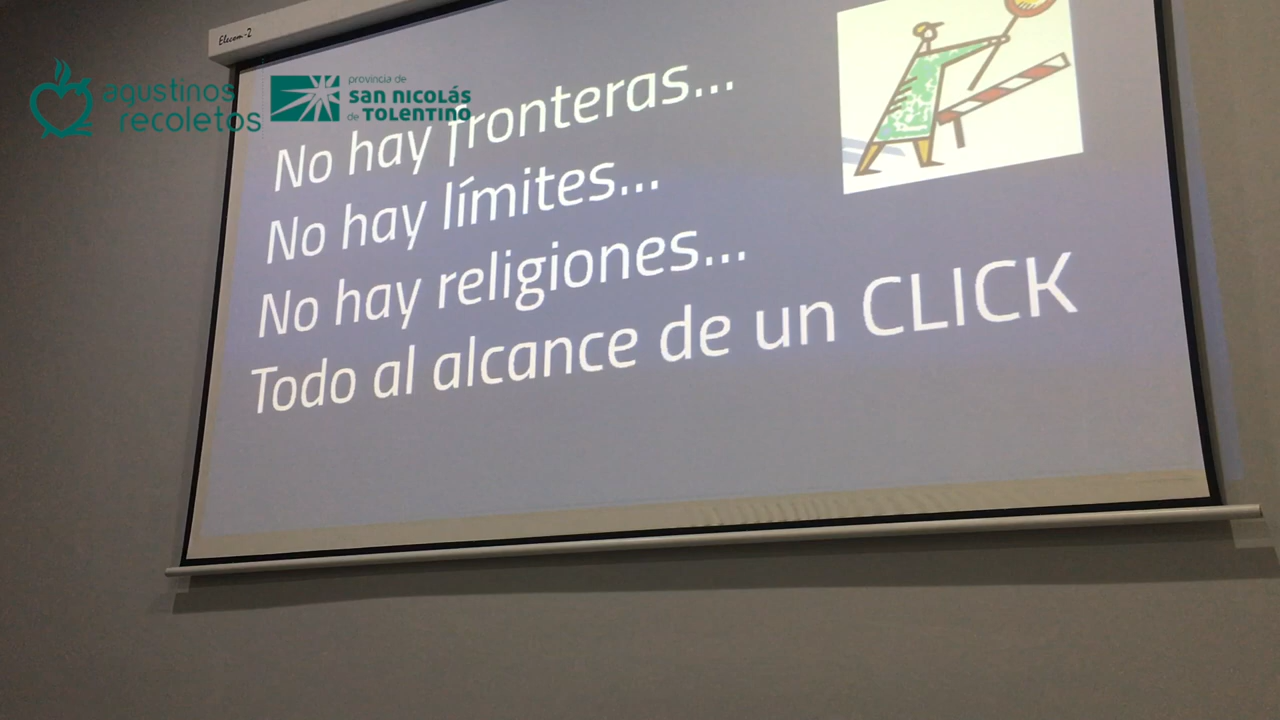 Elecom-Z
agustinos
recoletos
provincia de
SAN NICOLÁS
de TOLENTINO
No hay fronteras...
No hay límites...
No hay religiones...
Todo al alcance de un CLICK